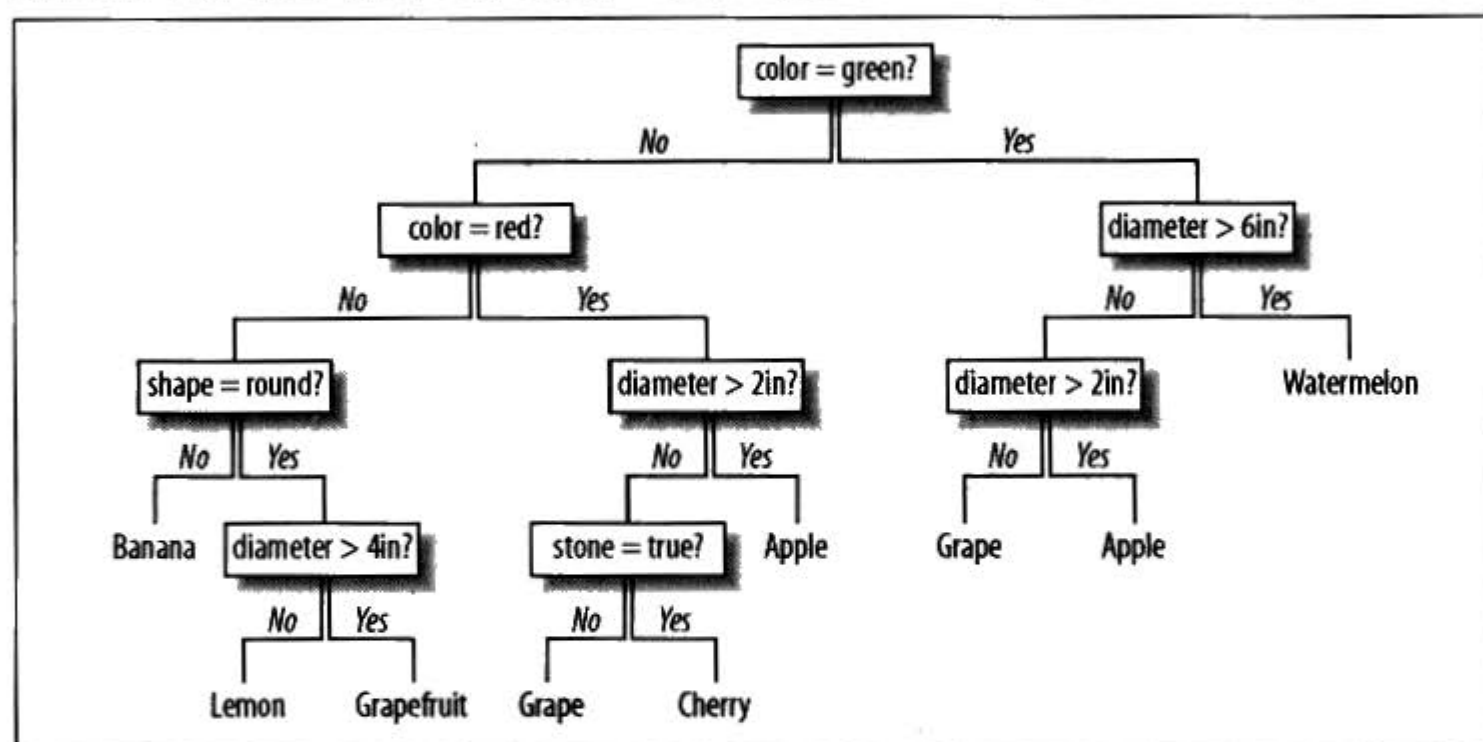 color = green?
No Yes
color = red? diameter > 6in?
No Yes No Yes
shape = round? diameter > 2in? diameter > 2in? Watermelon
No Yes No Yes No Yes
Banana diameter > 4in? stone = true? Apple Grape Apple
No Yes No Yes
Lemon Grapefruit Grape Cherry